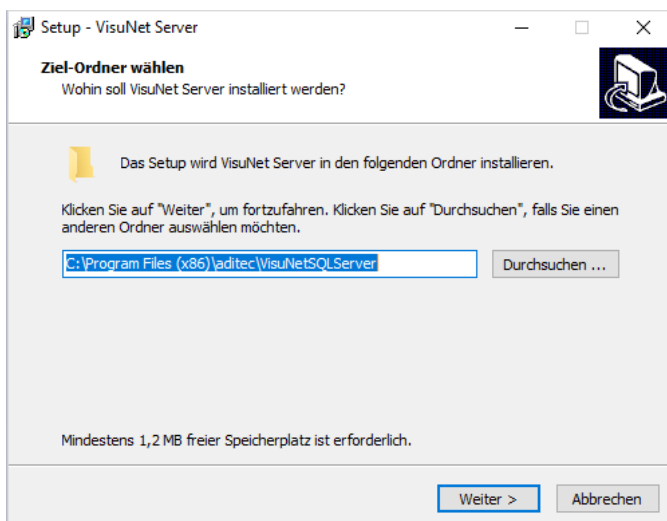 Setup - VisuNet Server
Ziel-Ordner wählen
Wohin soll VisuNet Server installiert werden?
Das Setup wird VisuNet Server in den folgenden Ordner installieren.
Klicken Sie auf "Weiter", um fortzufahren. Klicken Sie auf "Durchsuchen", falls Sie einen
anderen Ordner auswählen möchten.
C:\Program Files (x86)\aditec\VisuNetSQLServer
Durchsuchen ...
Mindestens 1,2 MB freier Speicherplatz ist erforderlich.
Weiter >
Abbrechen